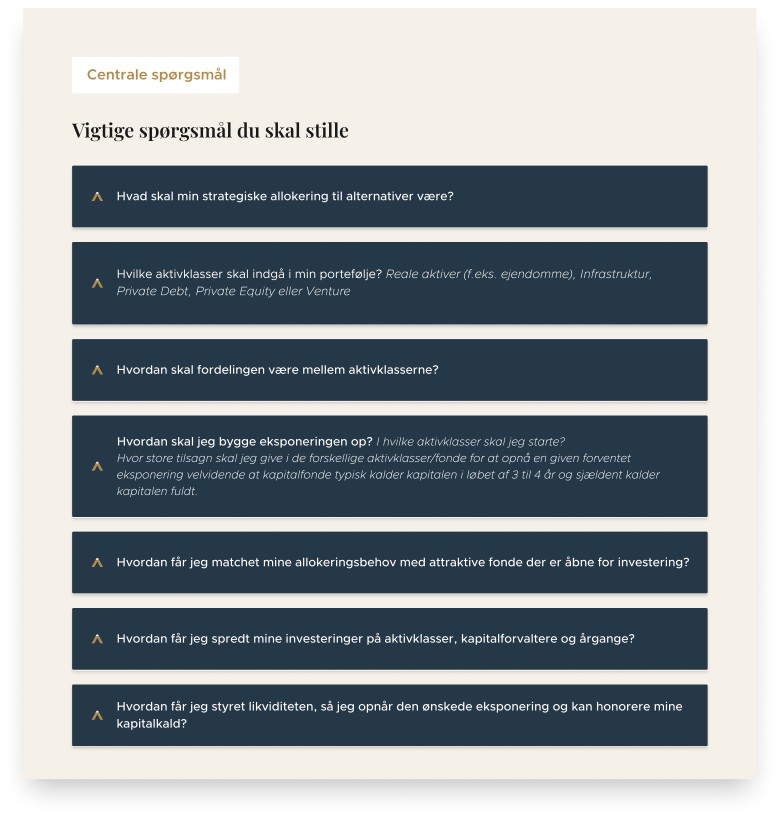 Centrale spørgsmål
Vigtige spørgsmål du skal stille
Hvad skal min strategiske allokering til alternativer være?
Hvilke aktivklasser skal indgå i min portefølje? Reale aktiver (f.eks. ejendomme), Infrastruktur,
Private Debt, Private Equity eller Venture
Hvordan skal fordelingen være mellem aktivklasserne?
Hvordan skal jeg bygge eksponeringen op? I hvilke aktivklasser skal jeg starte?
Hvor store tilsagn skal jeg give i de forskellige aktivklasser/fonde for at opnå en given forventet
eksponering velvidende at kapitalfonde typisk kalder kapitalen i løbet af 3 til 4 år og sjældent kalder
kapitalen fuldt.
Hvordan får jeg matchet mine allokeringsbehov med attraktive fonde der er åbne for investering?
Hvordan får jeg spredt mine investeringer på aktivklasser, kapitalforvaltere og årgange?
Hvordan får jeg styret likviditeten, så jeg opnår den ønskede eksponering og kan honorere mine
kapitalkald?